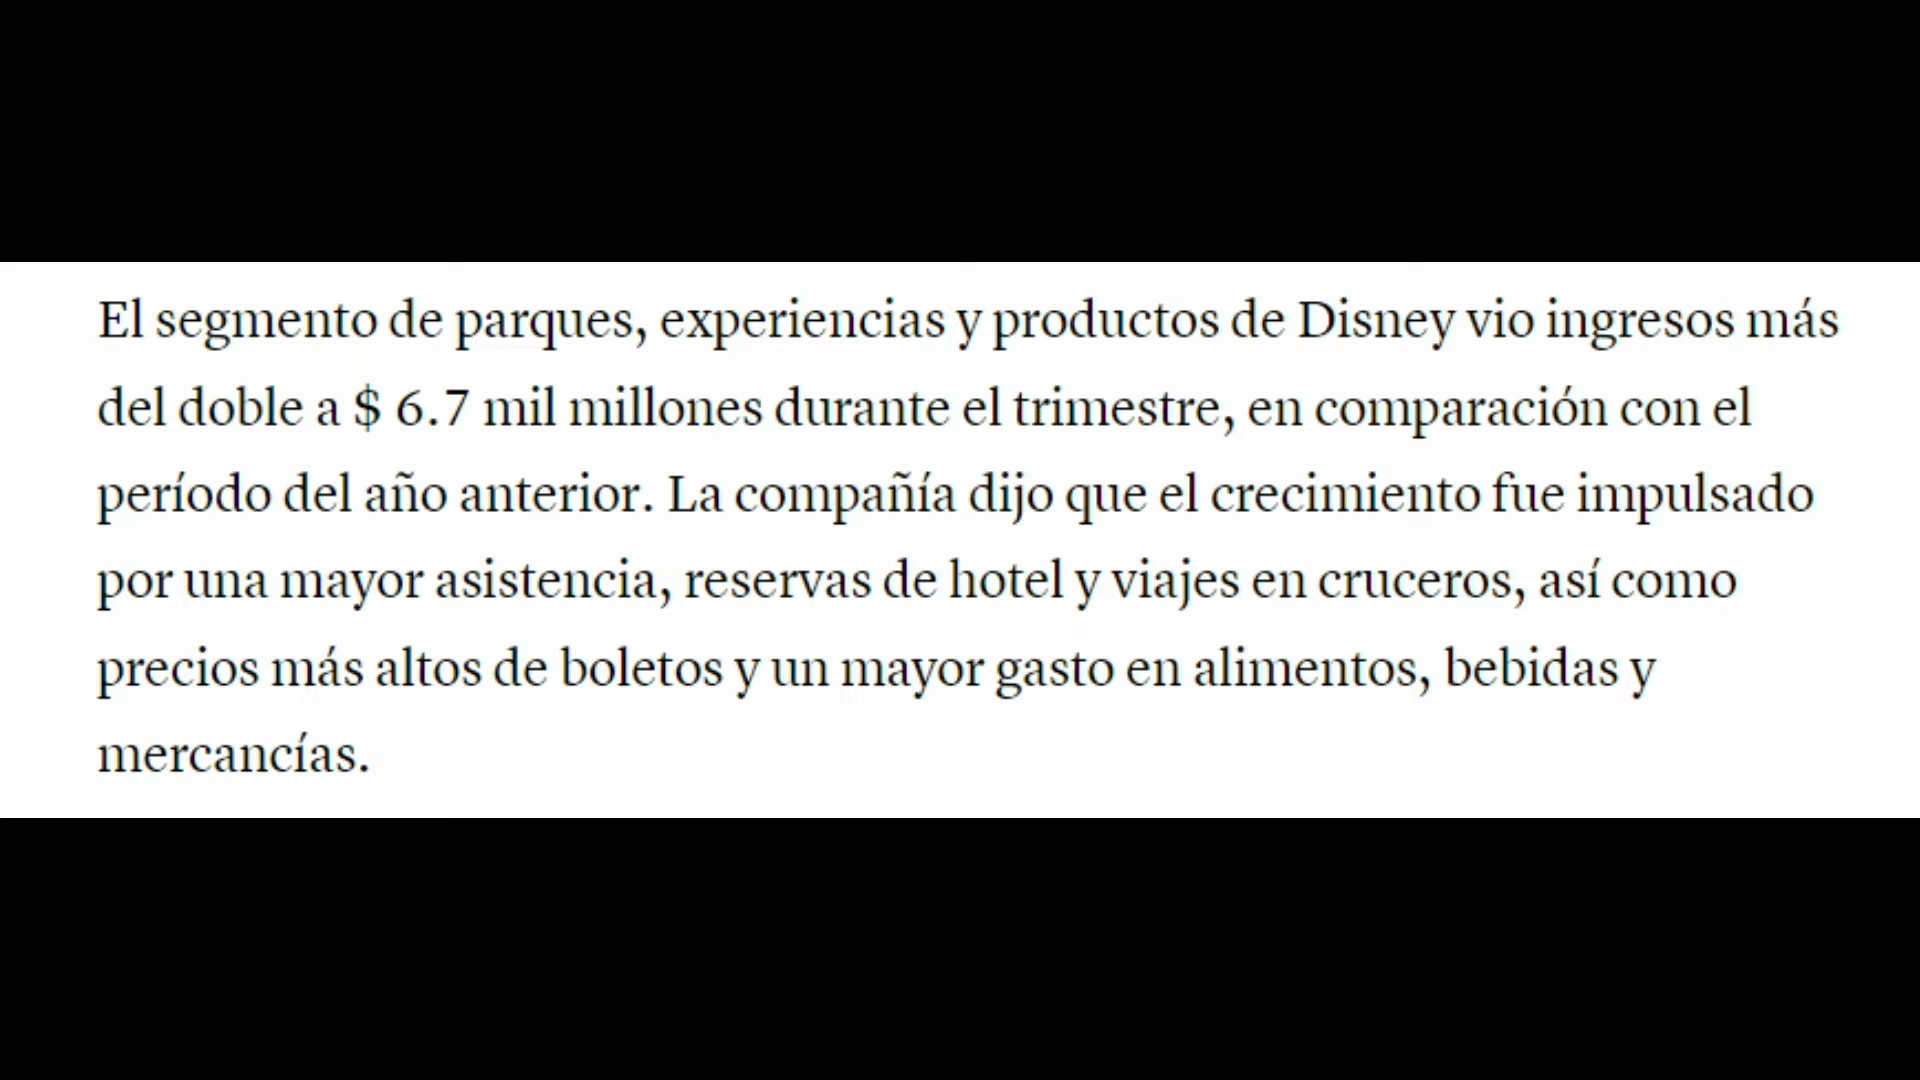 El segmento de parques, experiencias y productos de Disney vio ingresos más
del doble a $ 6.7 mil millones durante el trimestre, en comparación con el
período del año anterior. La compañía dijo que el crecimiento fue impulsado
por una mayor asistencia, reservas de hotel y viajes en cruceros, así como
precios más altos de boletos y un mayor gasto en alimentos, bebidas y
mercancías.